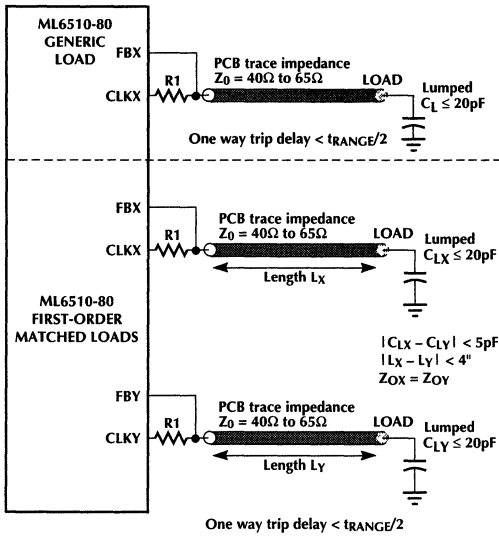 ML6510-80
GENERIC
LOAD
FBX
CLKX
R1
PCB trace impedance
Z0 = 40Ω to 65Ω
LOAD
Lumped
CL ≤ 20pF
One way trip delay < tRANGE/2
FBX
CLKX
R1
PCB trace impedance
Z0 = 40Ω to 65Ω
LOAD
Lumped
CLX ≤ 20pF
Length LX
ML6510-80
FIRST-ORDER
MATCHED LOADS
|CLX – CLY| < 5pF
|LX – LY| < 4"
ZOX = ZOY
FBY
CLKY
R1
PCB trace impedance
Z0 = 40Ω to 65Ω
LOAD
Lumped
CLY ≤ 20pF
Length LY
One way trip delay < tRANGE/2